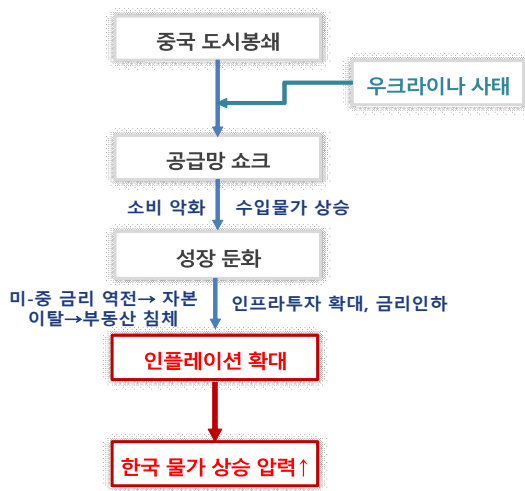 중국 도시봉쇄
우크라이나 사태
공급망 쇼크
소비 악화
수입물가 상승
성장 둔화
미-중 금리 역전→ 자본
이탈→부동산 침체
인프라투자 확대, 금리인하
인플레이션 확대
한국 물가 상승 압력↑